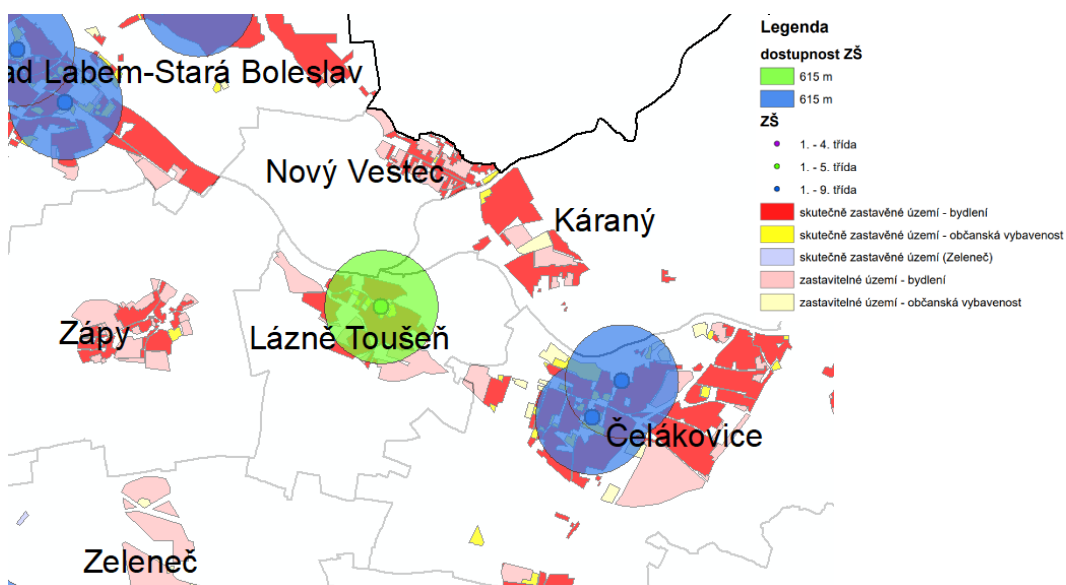 ad Labem-Stará Boleslav
Nový Vestec
Káraný
Zápy
Lázně Toušeň
Čelákovice
Zeleneč
Legenda
dostupnost ZŠ
615 m
615 m
ZŠ
1. - 4. třída
1. - 5. třída
1. - 9. třída
skutečně zastavěné území - bydlení
skutečně zastavěné území - občanská vybavenost
skutečně zastavěné území (Zeleneč)
zastavitelné území - bydlení
zastavitelné území - občanská vybavenost